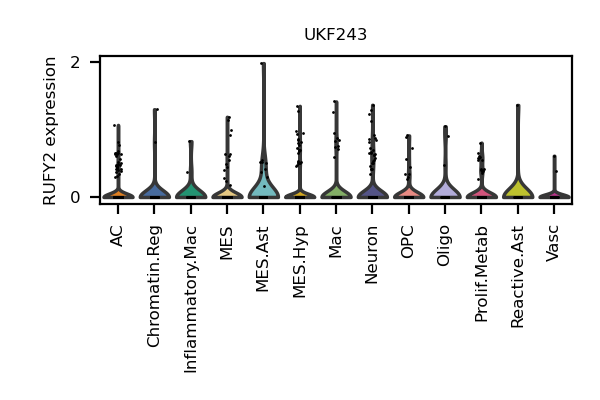 UKF243
RUFY2 expression
2
0
AC
Chromatin.Reg
Inflammatory.Mac
MES
MES.Ast
MES.Hyp
Mac
Neuron
OPC
Oligo
Prolif.Metab
Reactive.Ast
Vasc